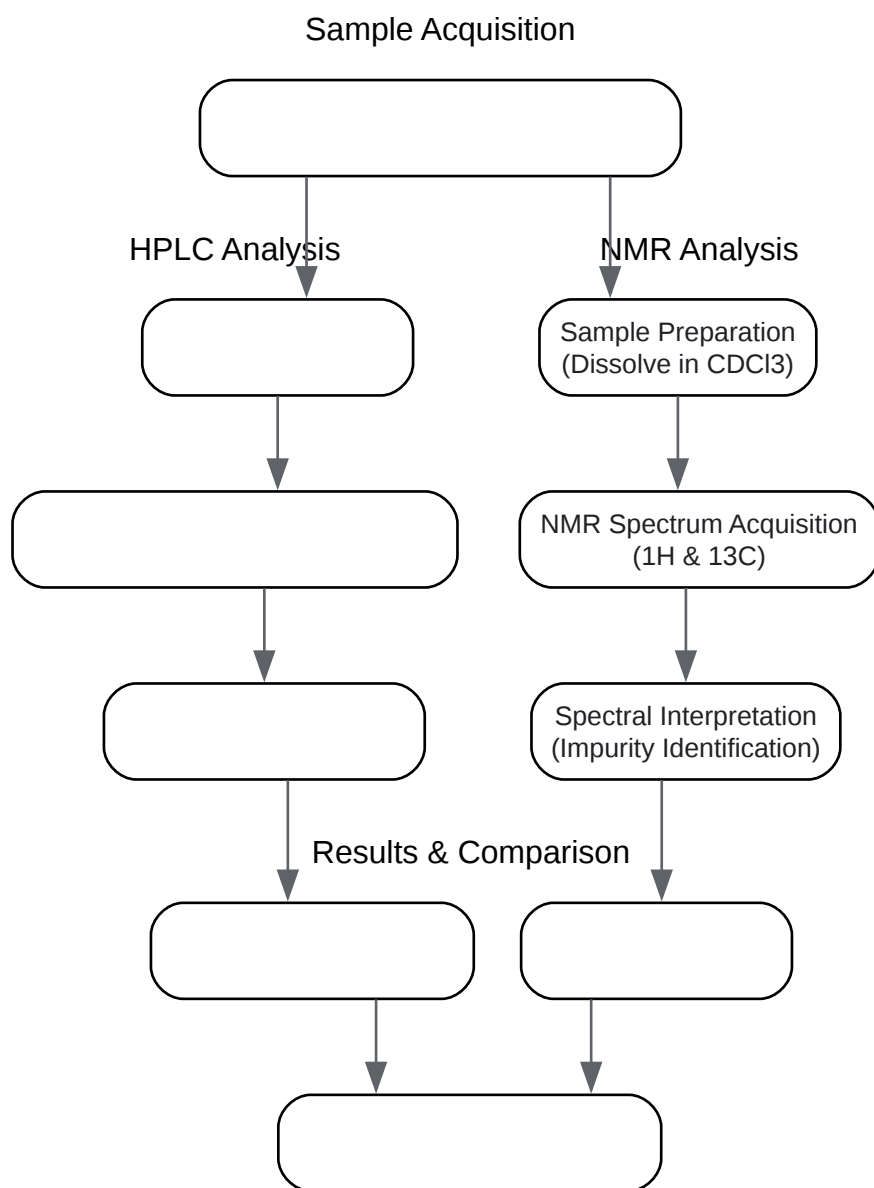 Sample Acquisition
HPLC Analysis
NMR Analysis
Sample Preparation
(Dissolve in CDCl3)
NMR Spectrum Acquisition
(1H & 13C)
Spectral Interpretation
(Impurity Identification)
Results & Comparison